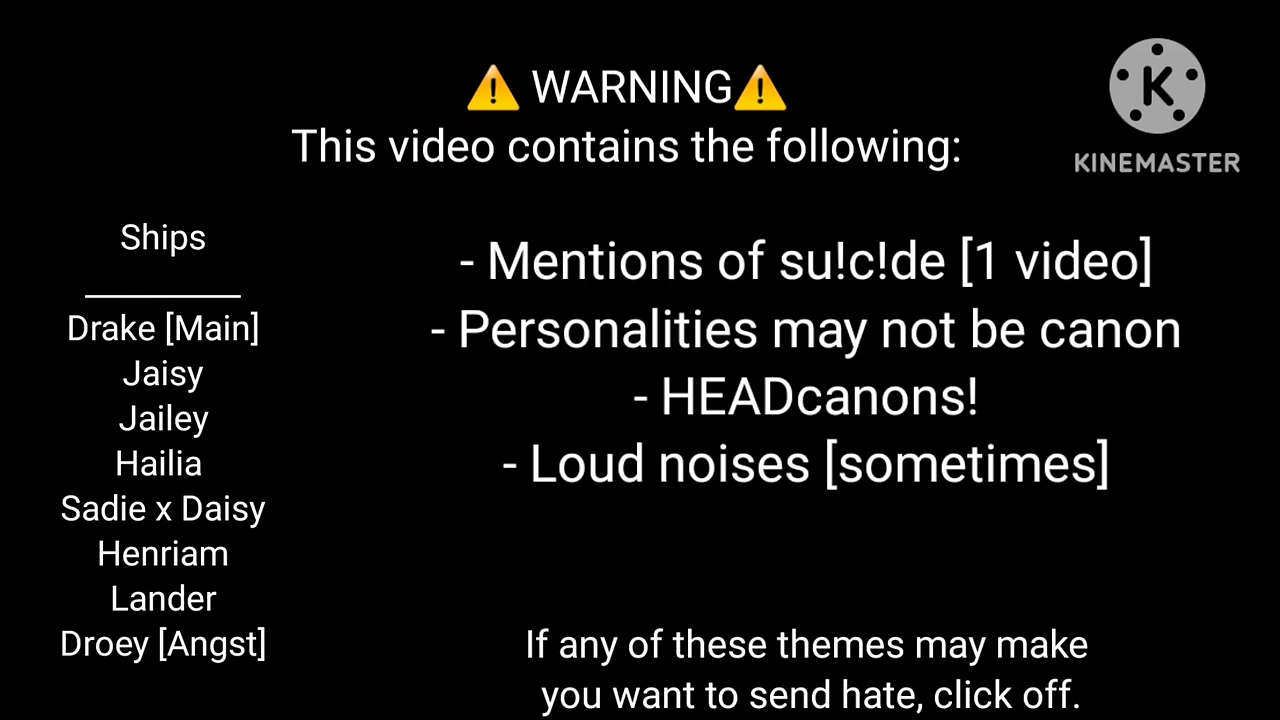 ⚠️ WARNING⚠️
This video contains the following:
KINEMASTER
Ships
Drake [Main]
Jaisy
Jailey
Hailia
Sadie x Daisy
Henriam
Lander
Droey [Angst]
- Mentions of su!c!de [1 video]
- Personalities may not be canon
- HEADcanons!
- Loud noises [sometimes]
If any of these themes may make
you want to send hate, click off.